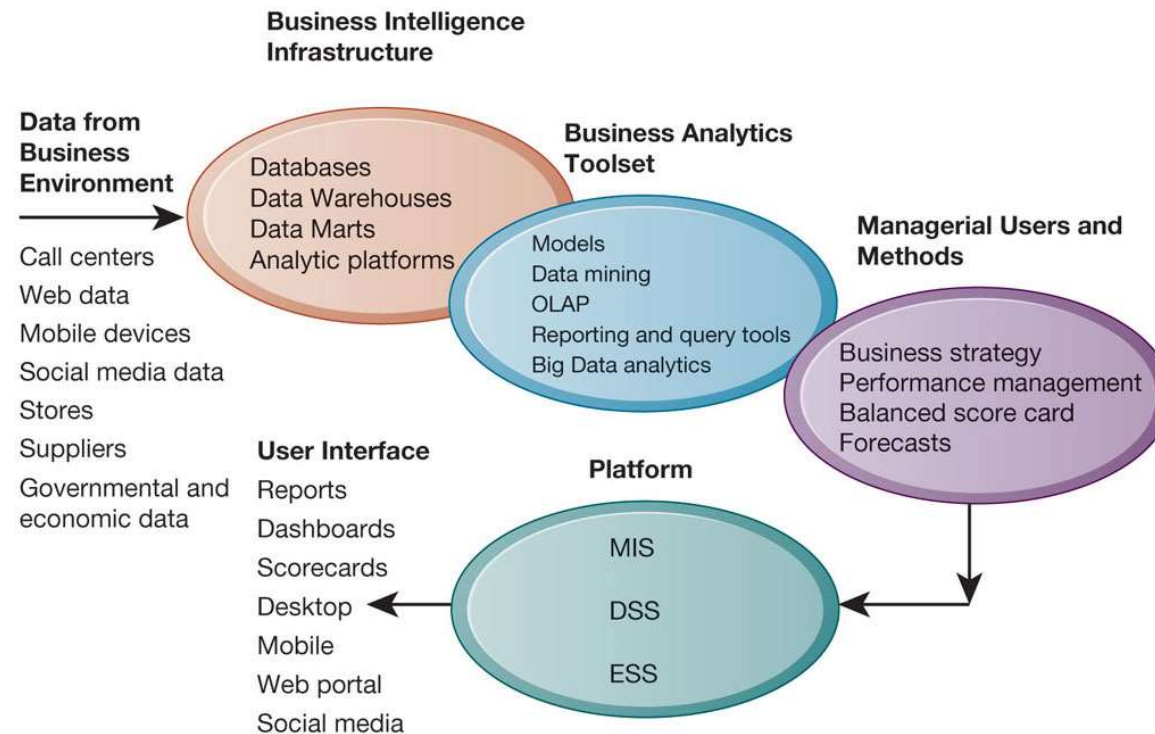 Business Intelligence
Infrastructure
Data from
Business
Environment
Call centers
Web data
Mobile devices
Social media data
Stores
Suppliers
Governmental and
economic data
Databases
Data Warehouses
Data Marts
Analytic platforms
Business Analytics
Toolset
Models
Data mining
OLAP
Reporting and query tools
Big Data analytics
Managerial Users and
Methods
Business strategy
Performance management
Balanced score card
Forecasts
Platform
MIS
DSS
ESS
User Interface
Reports
Dashboards
Scorecards
Desktop
Mobile
Web portal
Social media